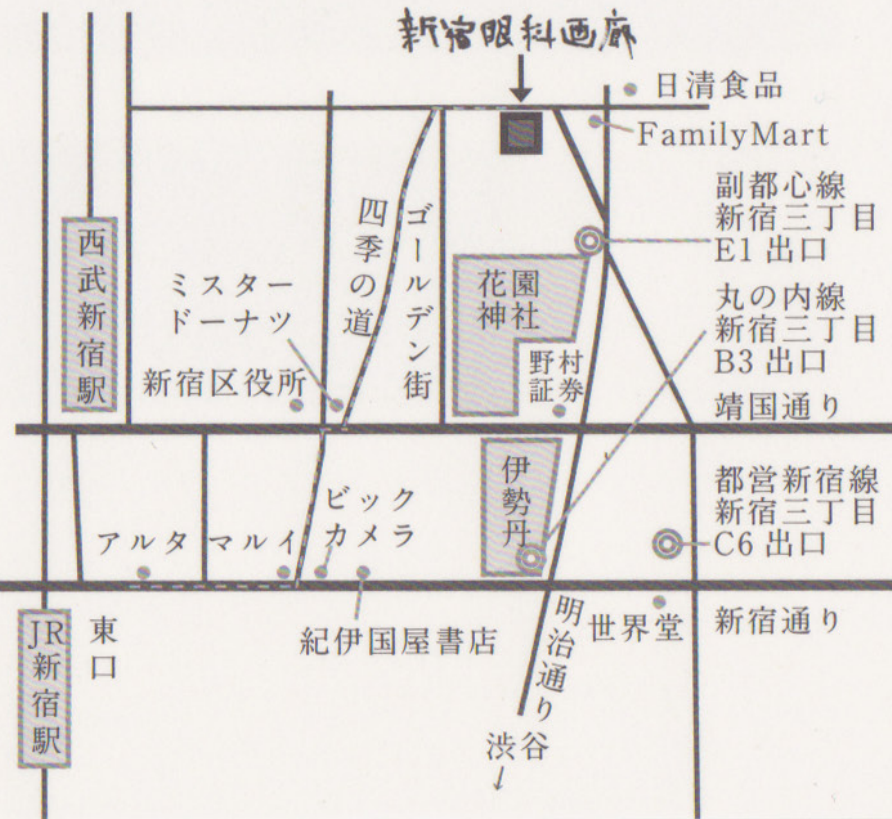 新宿眼科画廊
日清食品
FamilyMart
副都心線
新宿三丁目
E1 出口
丸の内線
新宿三丁目
B3 出口
西武新宿駅
四季の道
ゴールデン街
花園
神社
ミスター
ドーナツ
新宿区役所
野村
証券
靖国通り
伊勢丹
都営新宿線
新宿三丁目
C6 出口
ビック
カメラ
アルタ
マルイ
紀伊国屋書店
明治通り
世界堂
新宿通り
JR新宿駅
東口
渋谷
↓